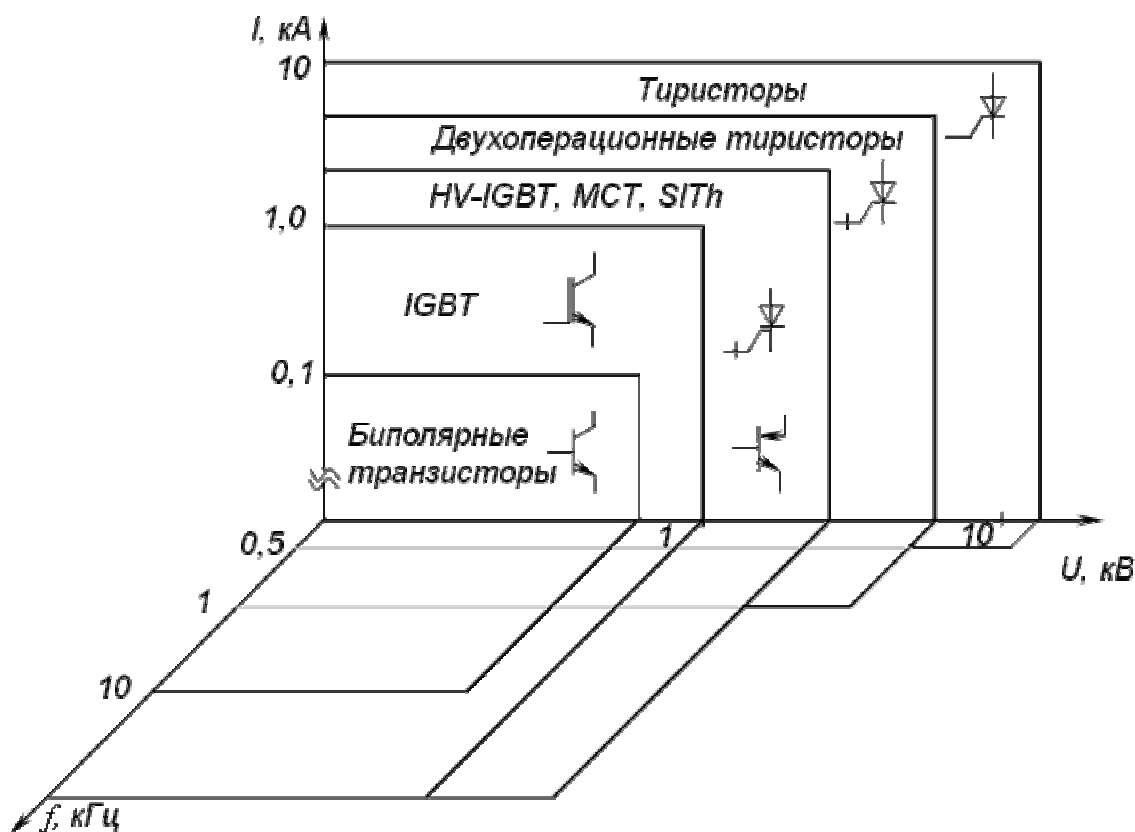 I, кА
10
Тиристоры
Двухоперационные тиристоры
HV-IGBT, MCT, SITh
1,0
IGBT
0,1
Биполярные
транзисторы
0,5
1
10
U, кВ
1
10
f, кГц